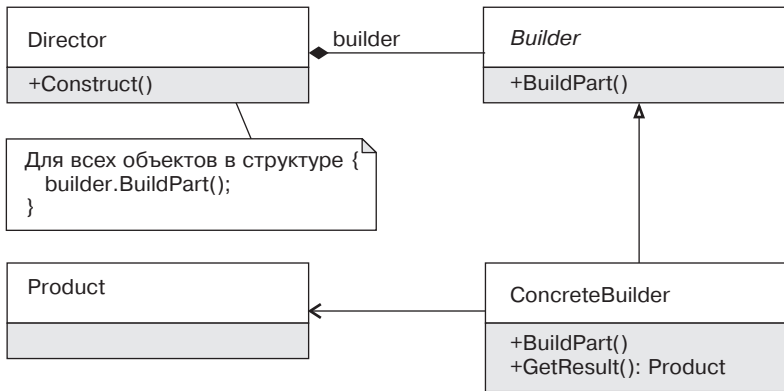 Director
+Construct()
builder
Builder
+BuildPart()
Для всех объектов в структуре {
builder.BuildPart();
}
Product
ConcreteBuilder
+BuildPart()
+GetResult(): Product